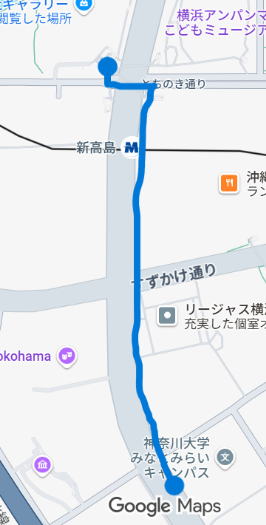 ギャラリー
閲覧した場所
横浜アンパンマ
こどもミュージア
とちのき通り
新高島
沖縄
ラン
すずかけ通り
リージャス横浜
充実した個室オ
okohama
神奈川大学
みなとみらい
キャンパス
Google Maps